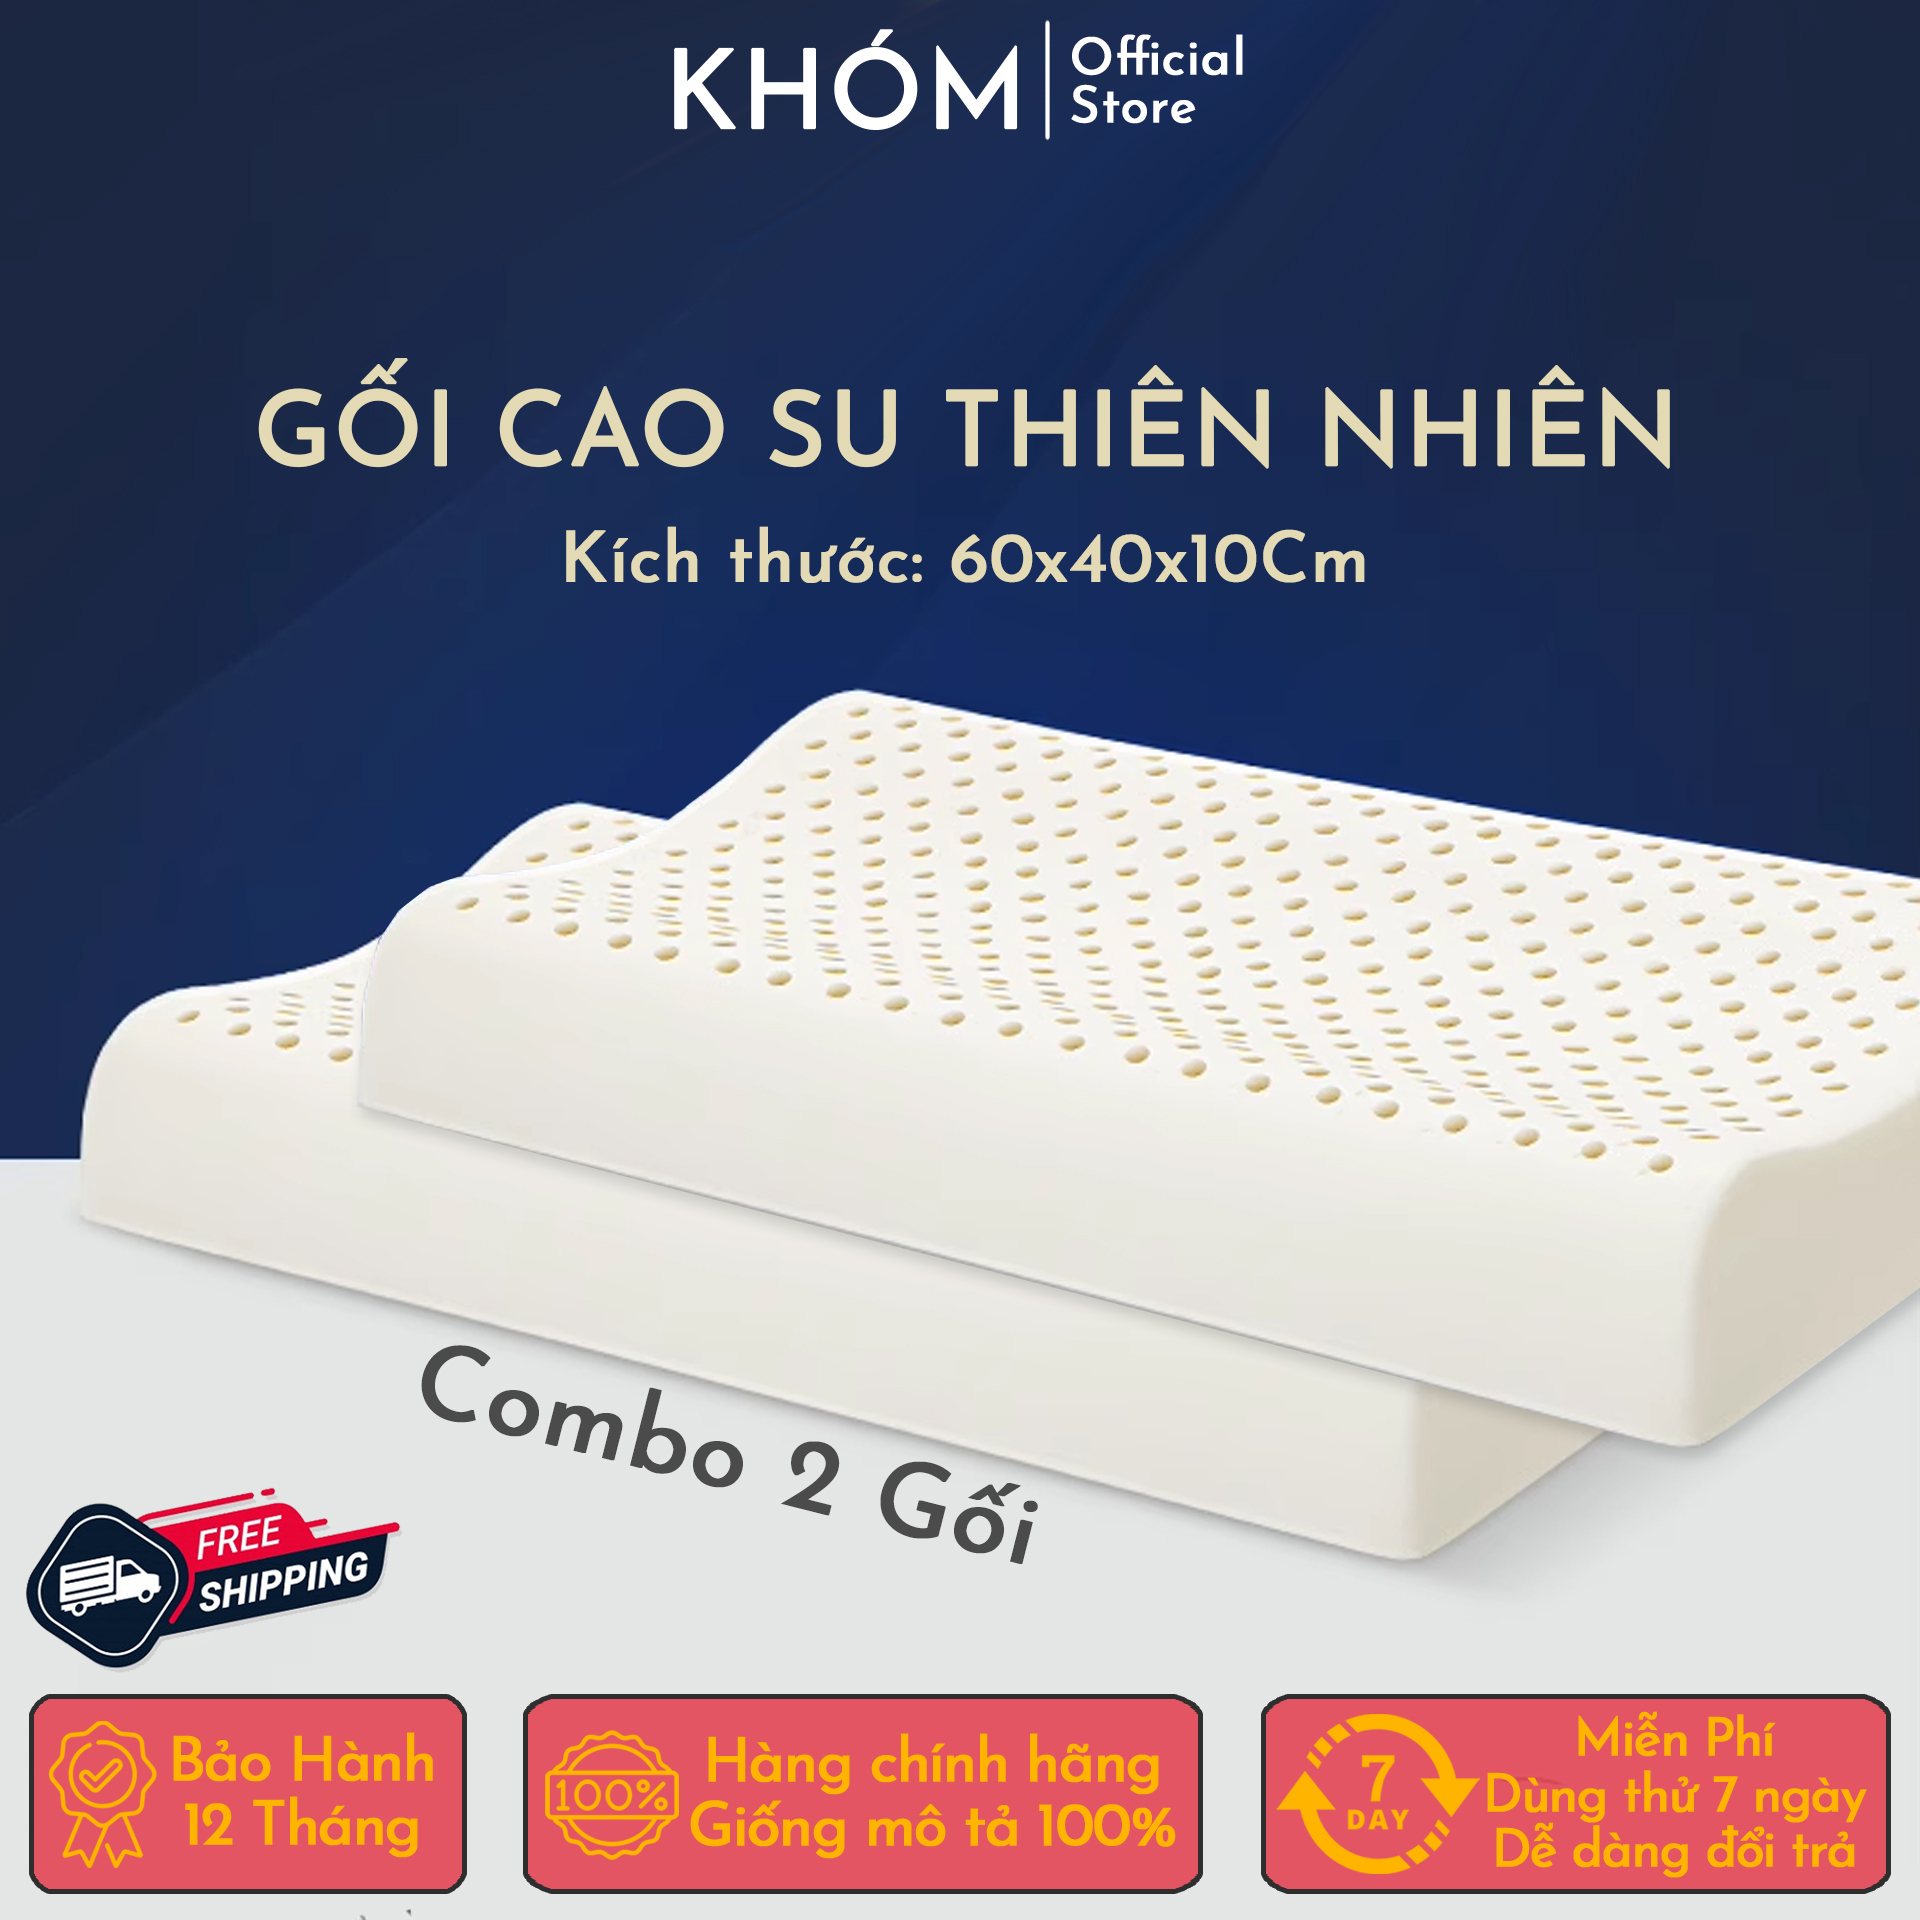 KHÓM
Official
Store
GỐI CAO SU THIÊN NHIÊN
Kích thước: 60x40x10Cm
Combo 2 Gối
FREE
SHIPPING
Bảo Hành
12 Tháng
100%
Hàng chính hãng
Giống mô tả 100%
7
DAY
Miễn Phí
Dùng thử 7 ngày
Dễ dàng đổi trả